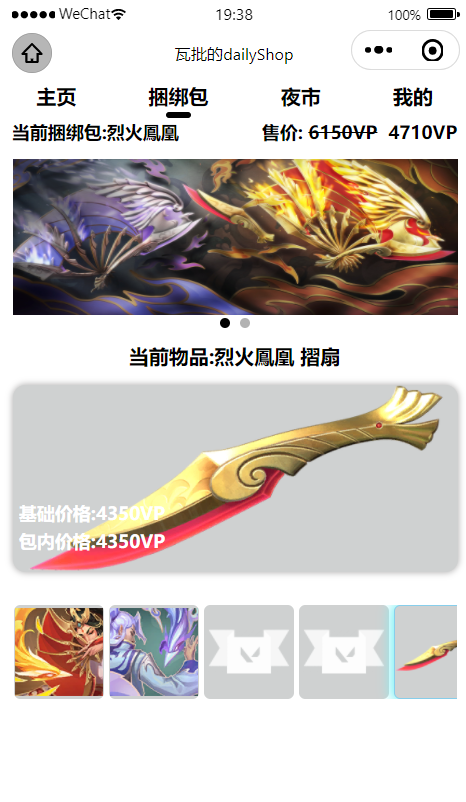 WeChat 19:38 100%
瓦批的dailyShop
主页 捆绑包 夜市 我的
当前捆绑包:烈火鳳凰 售价: 6150VP 4710VP
当前物品:烈火鳳凰 摺扇
基础价格:4350VP
包内价格:4350VP